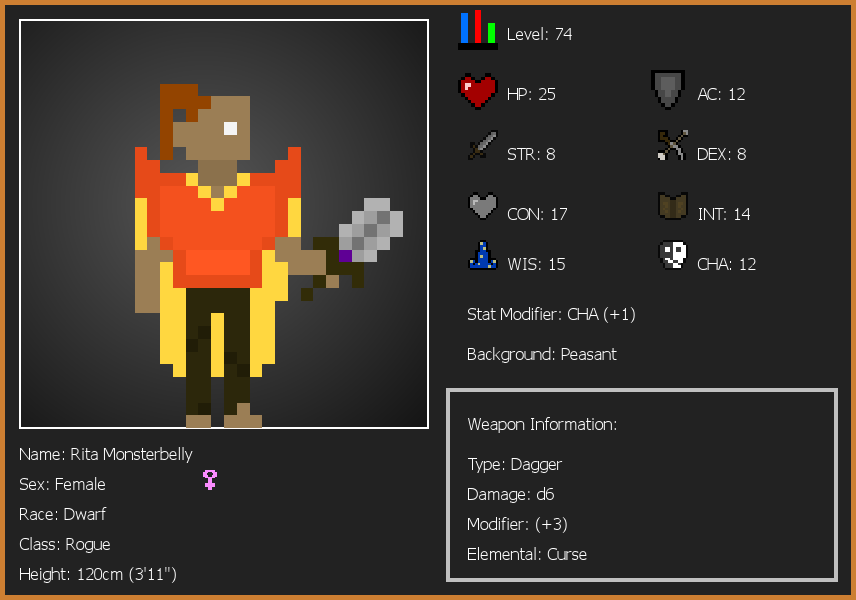 Level: 74
HP: 25
AC: 12
STR: 8
DEX: 8
CON: 17
INT: 14
WIS: 15
CHA: 12
Stat Modifier: CHA (+1)
Background: Peasant
Weapon Information:
Type: Dagger
Damage: d6
Modifier: (+3)
Elemental: Curse
Name: Rita Monsterbelly
Sex: Female
Race: Dwarf
Class: Rogue
Height: 120cm (3'11")